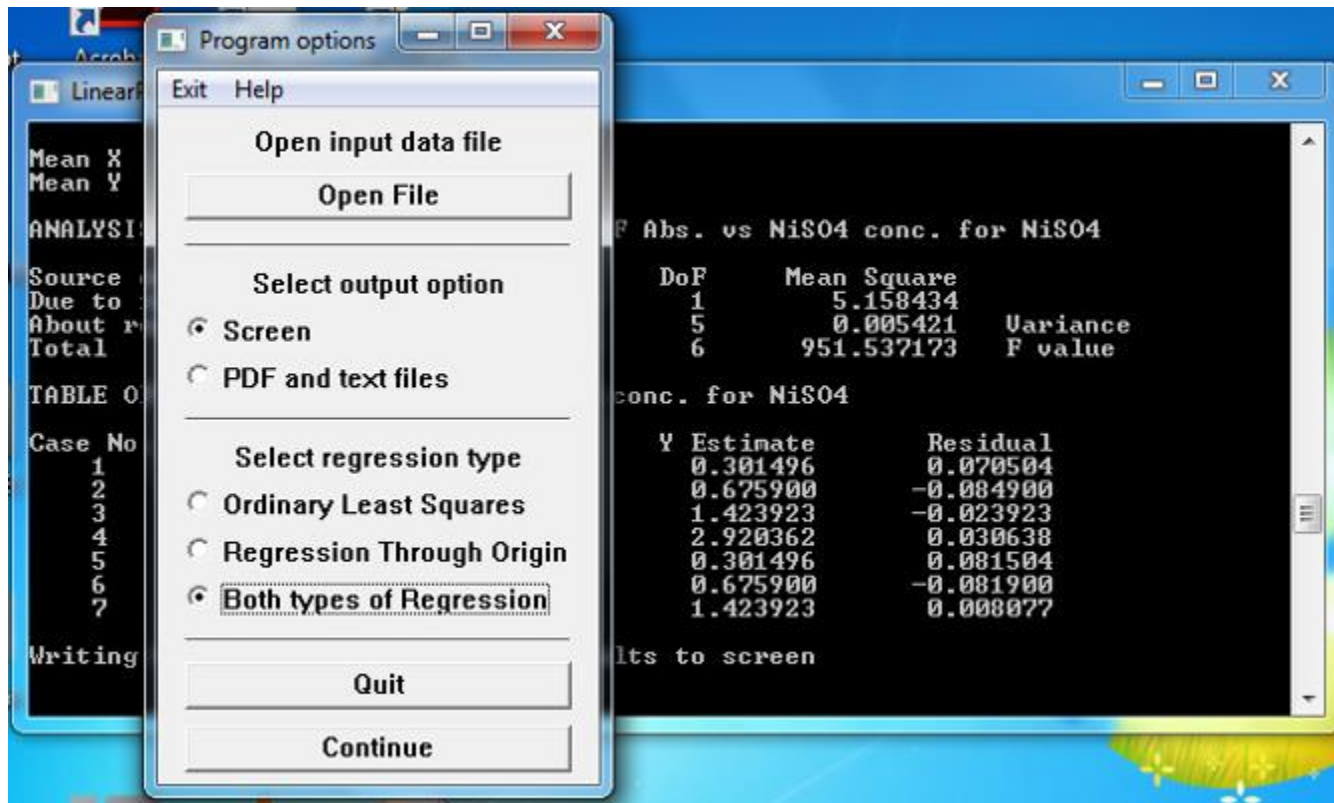 Acrob
Program options
LinearR
Exit Help
Open input data file
Open File
Select output option
Screen
PDF and text files
Select regression type
Ordinary Least Squares
Regression Through Origin
Both types of Regression
Quit
Continue
Mean X
Mean Y
ANALYSI F Abs. vs NiSO4 conc. for NiSO4
Source DoF Mean Square
Due to 1 5.158434
About r 5 0.005421 Variance
Total 6 951.537173 F value
TABLE O conc. for NiSO4
Case No Y Estimate Residual
1 0.301496 0.070504
2 0.675900 -0.084900
3 1.423923 -0.023923
4 2.920362 0.030638
5 0.301496 0.081504
6 0.675900 -0.081900
7 1.423923 0.008077
Writing lts to screen